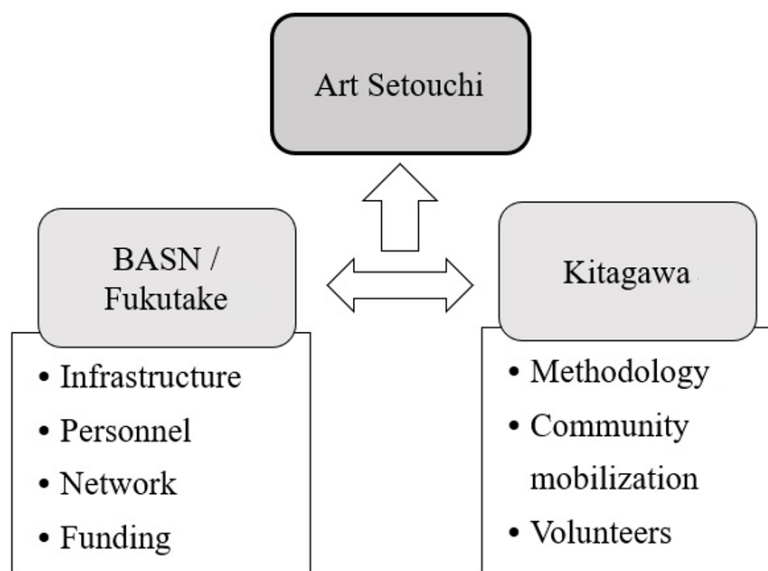 Art Setouchi
BASN /
Fukutake
• Infrastructure
• Personnel
• Network
• Funding
Kitagawa
• Methodology
• Community
mobilization
• Volunteers